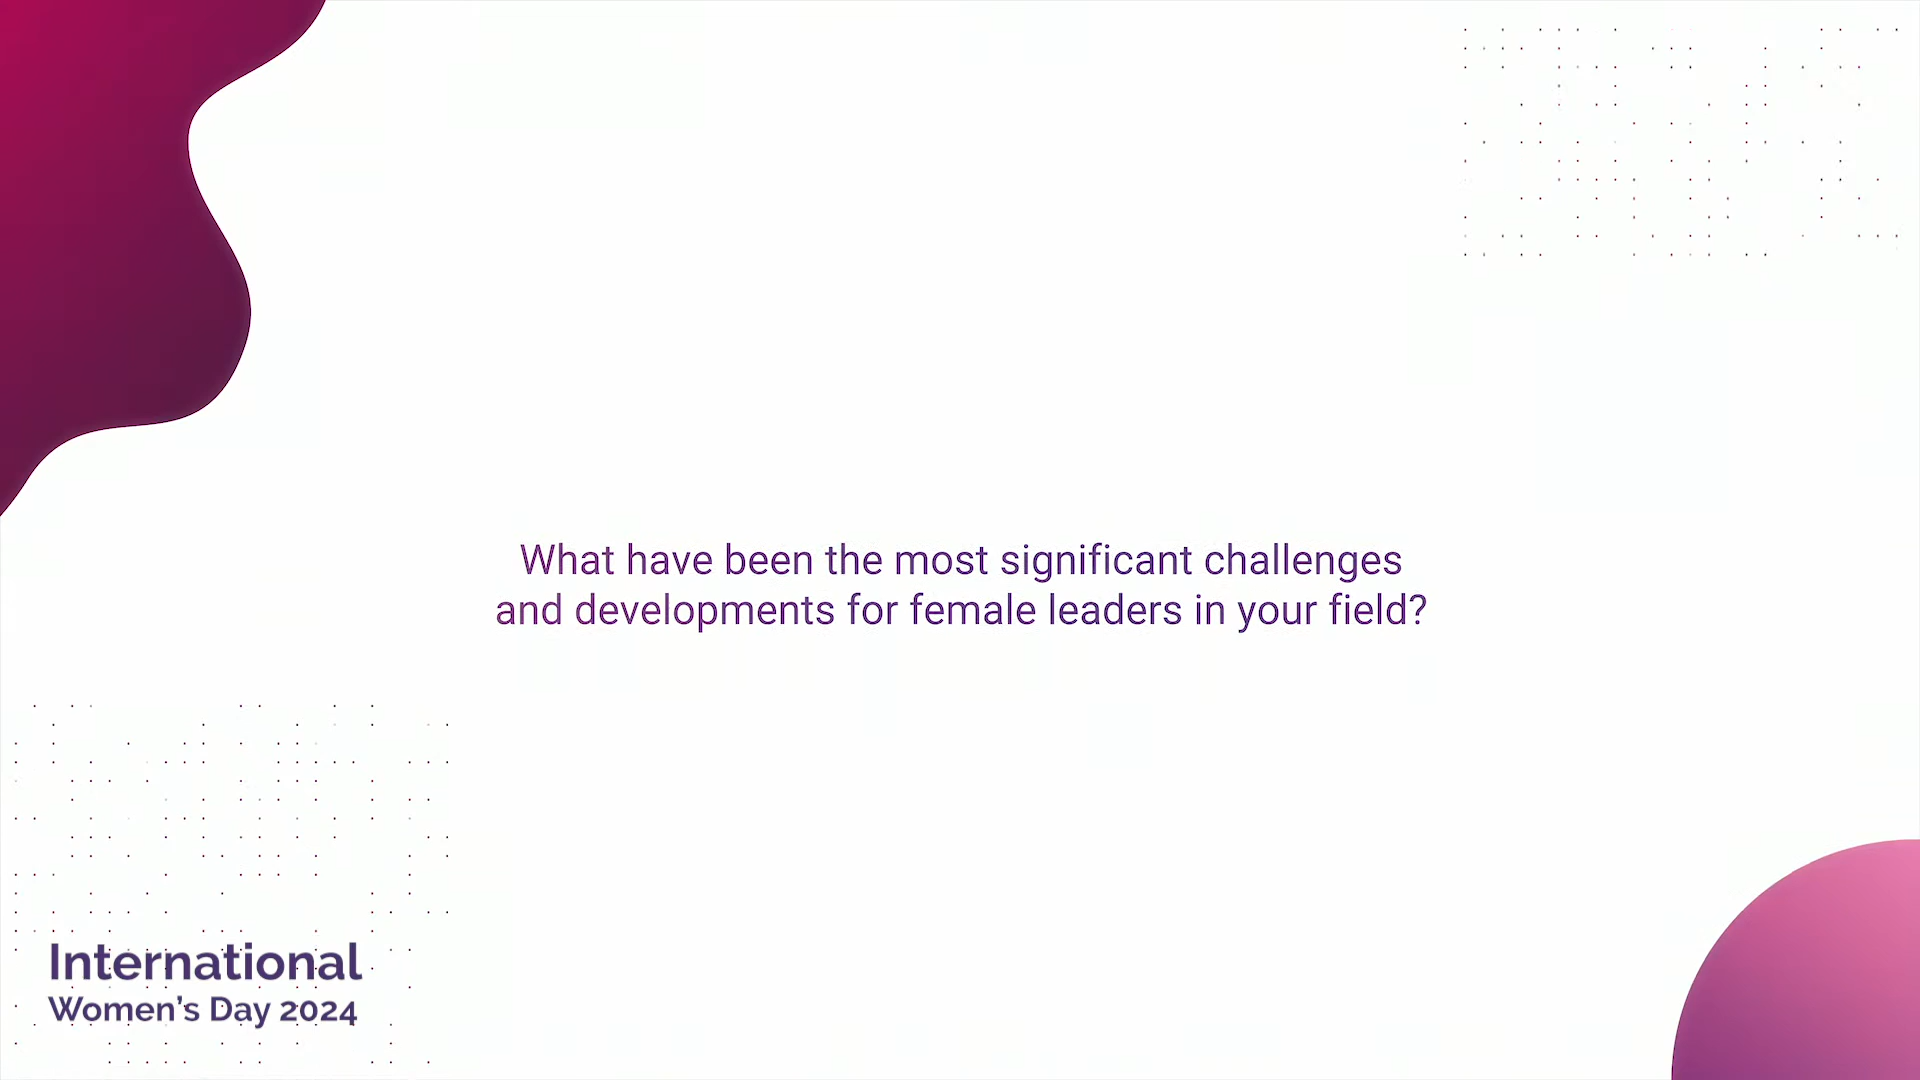 What have been the most significant challenges
and developments for female leaders in your field?
International
Women's Day 2024